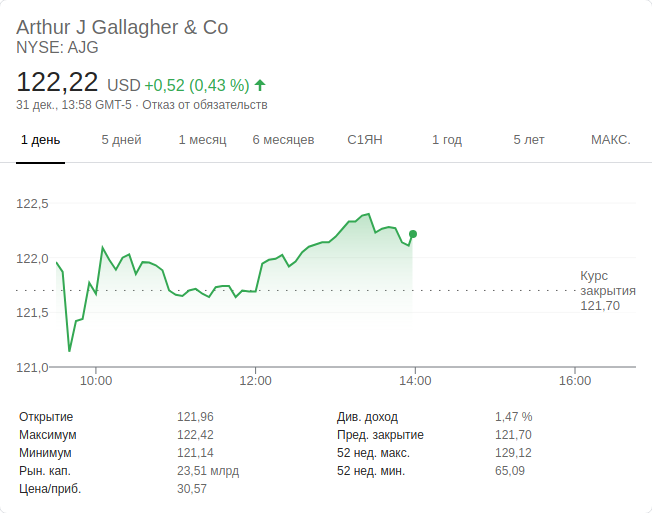 Arthur J Gallagher & Co
NYSE: AJG
122,22 USD +0,52 (0,43 %)
31 дек., 13:58 GMT-5 · Отказ от обязательств
1 день 5 дней 1 месяц 6 месяцев С1ЯН 1 год 5 лет МАКС.
122,5
122,0
121,5
121,0
Курс
закрытия
121,70
10:00 12:00 14:00 16:00
Открытие 121,96 Див. доход 1,47 %
Максимум 122,42 Пред. закрытие 121,70
Минимум 121,14 52 нед. макс. 129,12
Рын. кап. 23,51 млрд 52 нед. мин. 65,09
Цена/приб. 30,57